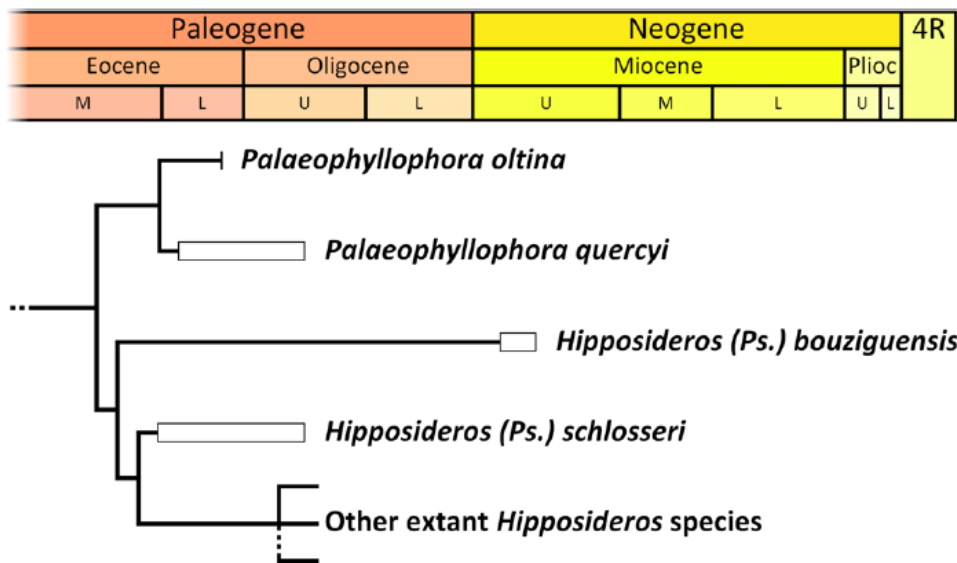 Paleogene Neogene 4R
Eocene Oligocene Miocene Plioc
M L U L U M L U L
Palaeophyllophora oltina
Palaeophyllophora quercyi
Hipposideros (Ps.) bouziguensis
Hipposideros (Ps.) schlosseri
Other extant Hipposideros species